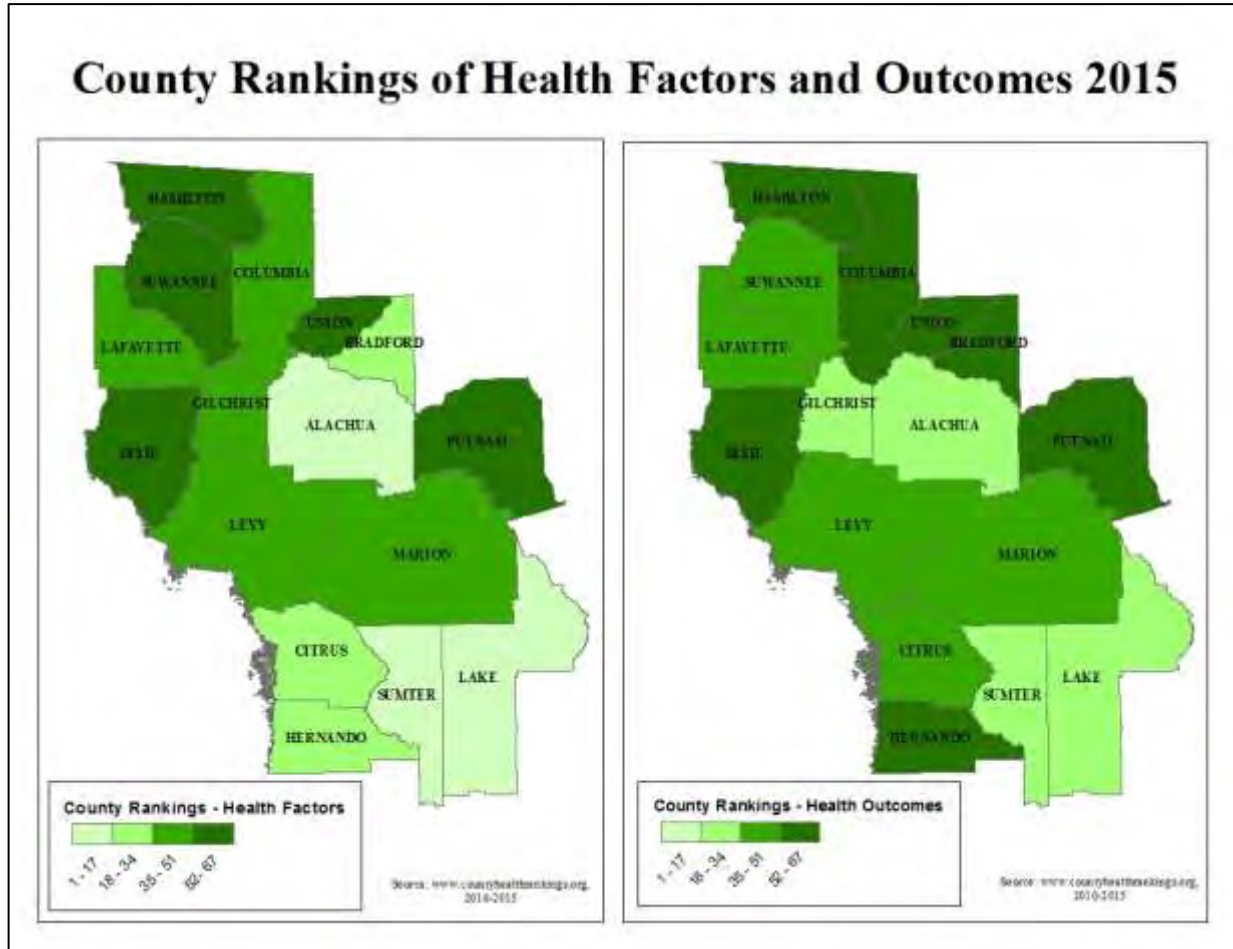 County Rankings of Health Factors and Outcomes 2015
HAMILTON
SUWANNEE
COLUMBIA
LAFAYETTE
UNION
BRADFORD
GILCHRIST
ALACHUA
DIXIE
PUTNAM
LEVY
MARION
CITRUS
LAKE
SUMTER
HERNANDO
County Rankings - Health Factors
1 - 17
18 - 34
35 - 51
52 - 67
Source: www.countyhealthrankings.org,
2010-2015
HAMILTON
SUWANNEE
COLUMBIA
LAFAYETTE
UNION
BRADFORD
GILCHRIST
ALACHUA
DIXIE
PUTNAM
LEVY
MARION
CITRUS
LAKE
SUMTER
HERNANDO
County Rankings - Health Outcomes
1 - 17
18 - 34
35 - 51
52 - 67
Source: www.countyhealthrankings.org,
2010-2015